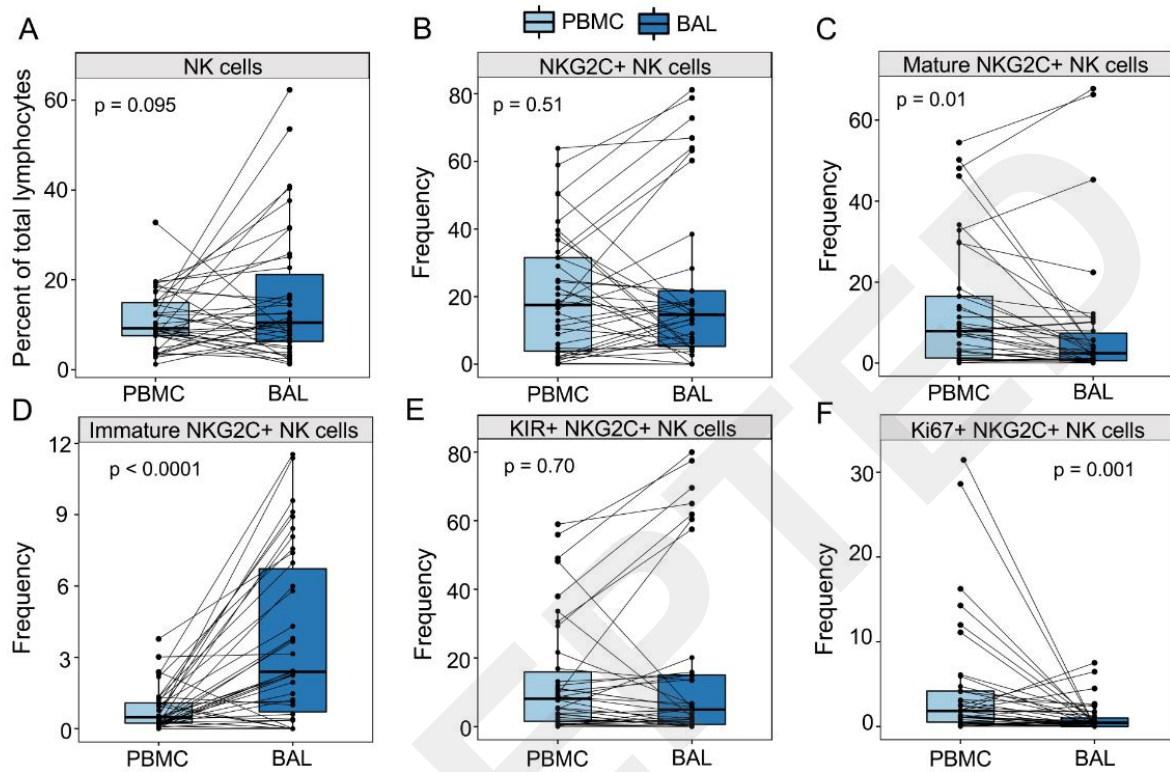 PBMC BAL
A
NK cells
p = 0.095
Percent of total lymphocytes
60
40
20
0
PBMC BAL
B
NKG2C+ NK cells
p = 0.51
Frequency
80
60
40
20
0
PBMC BAL
C
Mature NKG2C+ NK cells
p = 0.01
Frequency
60
40
20
0
PBMC BAL
D
Immature NKG2C+ NK cells
p < 0.0001
Frequency
12
9
6
3
0
PBMC BAL
E
KIR+ NKG2C+ NK cells
p = 0.70
Frequency
80
60
40
20
0
PBMC BAL
F
Ki67+ NKG2C+ NK cells
p = 0.001
Frequency
30
20
10
0
PBMC BAL
EPTED